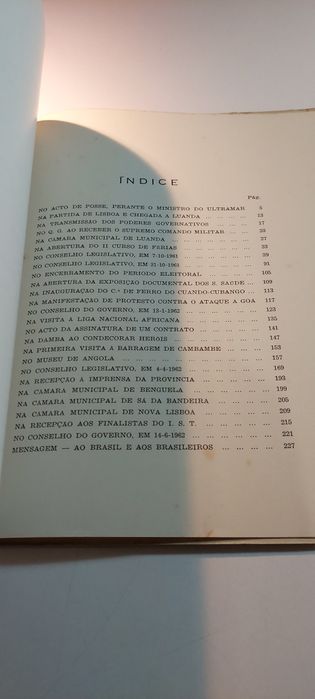 ÍNDICE
Pág.
NO ACTO DE POSSE, PERANTE O MINISTRO DO ULTRAMAR 5
NA PARTIDA DE LISBOA E CHEGADA A LUANDA ... ... ... ... 13
NA TRANSMISSÃO DOS PODERES GOVERNATIVOS ... ... ... 17
NO Q. G. AO RECEBER O SUPREMO COMANDO MILITAR ... ... 23
NA CÂMARA MUNICIPAL DE LUANDA ... ... ... ... ... ... 27
NA ABERTURA DO II CURSO DE FÉRIAS ... ... ... ... ... 33
NO CONSELHO LEGISLATIVO, EM 7-10-1961 ... ... ... ... ... 39
NO CONSELHO LEGISLATIVO, EM 21-10-1961 ... ... ... ... ... 91
NO ENCERRAMENTO DO PERÍODO ELEITORAL ... ... ... ... 105
NA ABERTURA DA EXPOSIÇÃO DOCUMENTAL DOS S. SAÚDE ... 109
NA INAUGURAÇÃO DO C.º DE FERRO DO CUANDO-CUBANGO ... 113
NA MANIFESTAÇÃO DE PROTESTO CONTRA O ATAQUE A GOA 117
NO CONSELHO DO GOVERNO, EM 13-1-1962 ... ... ... ... ... 123
NA VISITA À LIGA NACIONAL AFRICANA ... ... ... ... ... 135
NO ACTO DA ASSINATURA DE UM CONTRATO ... ... ... ... 141
NA DAMBA AO CONDECORAR HERÓIS ... ... ... ... ... ... 147
NA PRIMEIRA VISITA À BARRAGEM DE CAMBAMBE ... ... ... 153
NO MUSEU DE ANGOLA ... ... ... ... ... ... ... ... ... 157
NO CONSELHO LEGISLATIVO, EM 4-4-1962 ... ... ... ... ... 169
NA RECEPÇÃO À IMPRENSA DA PROVÍNCIA ... ... ... ... 193
NA CÂMARA MUNICIPAL DE BENGUELA ... ... ... ... ... 199
NA CÂMARA MUNICIPAL DE SÁ DA BANDEIRA ... ... ... ... 205
NA CÂMARA MUNICIPAL DE NOVA LISBOA ... ... ... ... ... 209
NA RECEPÇÃO AOS FINALISTAS DO I. S. T. ... ... ... ... ... 215
NO CONSELHO DO GOVERNO, EM 14-6-1962 ... ... ... ... ... 221
MENSAGEM — AO BRASIL E AOS BRASILEIROS ... ... ... ... 227